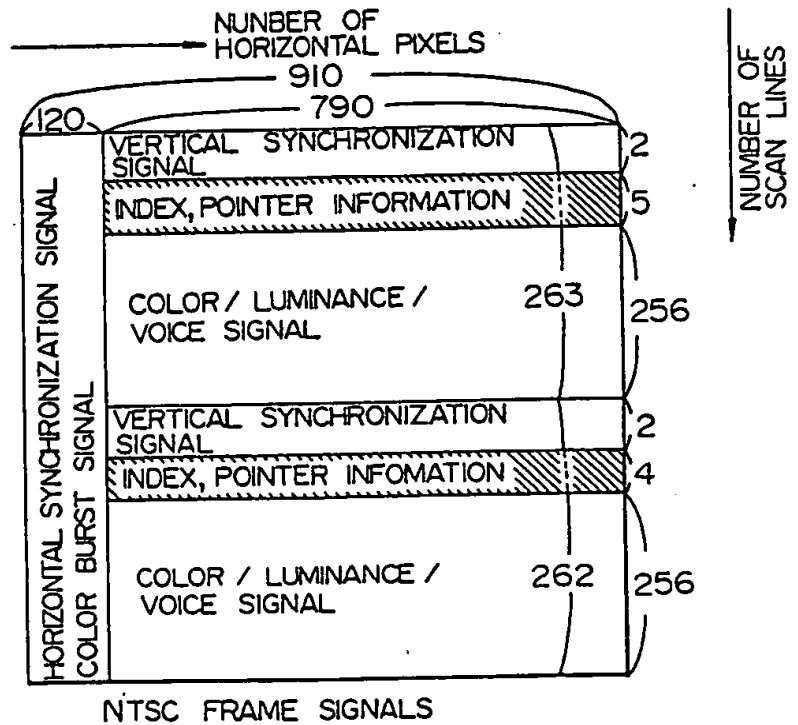 NUNBER OF
HORIZONTAL PIXELS
910
790
120
NUMBER OF
SCAN LINES
HORIZONTAL SYNCHRONIZATION SIGNAL
COLOR BURST SIGNAL
VERTICAL SYNCHRONIZATION
SIGNAL
2
INDEX, POINTER INFORMATION
5
COLOR / LUMINANCE /
VOICE SIGNAL
263
256
VERTICAL SYNCHRONIZATION
SIGNAL
2
INDEX, POINTER INFOMATION
4
COLOR / LUMINANCE /
VOICE SIGNAL
262
256
NTSC FRAME SIGNALS